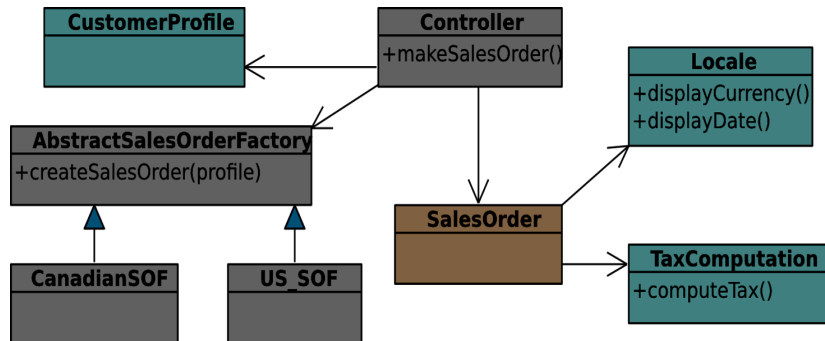 CustomerProfile
Controller
+makeSalesOrder()
Locale
+displayCurrency()
+displayDate()
AbstractSalesOrderFactory
+createSalesOrder(profile)
SalesOrder
TaxComputation
+computeTax()
CanadianSOF
US_SOF